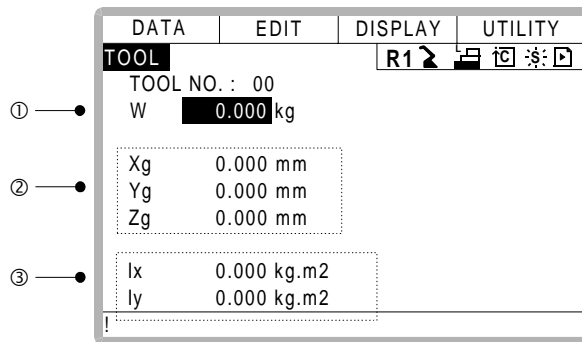 DATA EDIT DISPLAY UTILITY
TOOL R1 C S
TOOL NO. : 00
① W 0.000 kg
Xg 0.000 mm
② Yg 0.000 mm
Zg 0.000 mm
③ Ix 0.000 kg.m2
Iy 0.000 kg.m2
!